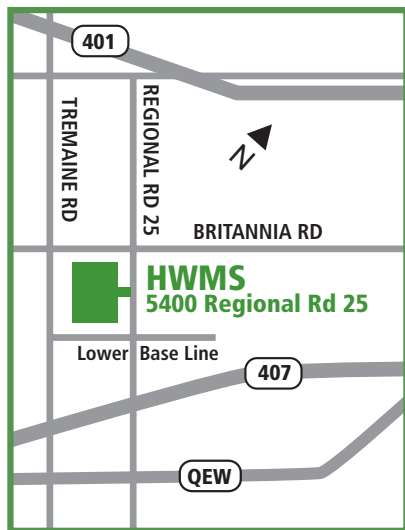 401
TREMAINE RD
REGIONAL RD 25
N
BRITANNIA RD
HWMS
5400 Regional Rd 25
Lower Base Line
407
QEW